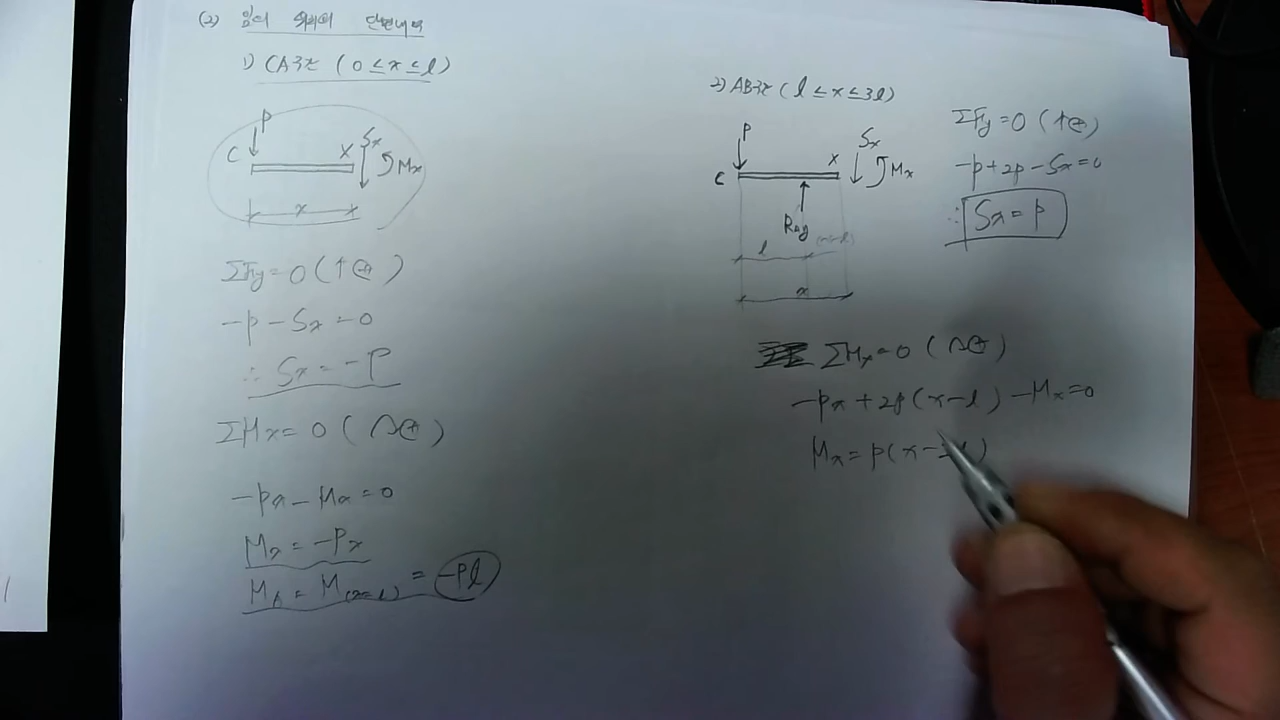 (2) 임의 위치의 단면내력
1) CA구간 (0 ≤ x ≤ l)
P
Sx
C
X
Mx
x
ΣFy = 0 (↑⊕)
-P - Sx = 0
∴ Sx = -P
ΣMx = 0 (⊕)
-Px - Mx = 0
Mx = -Px
= -Pl
2) AB구간 (l ≤ x ≤ 3l)
P
Sx
C
X
Mx
RAy
l
(x-l)
x
ΣFy = 0 (↑⊕)
-P + 2P - Sx = 0
∴ Sx = P
ΣMx = 0 (⊕)
-Px + 2P(x-l) - Mx = 0
Mx = P(x-